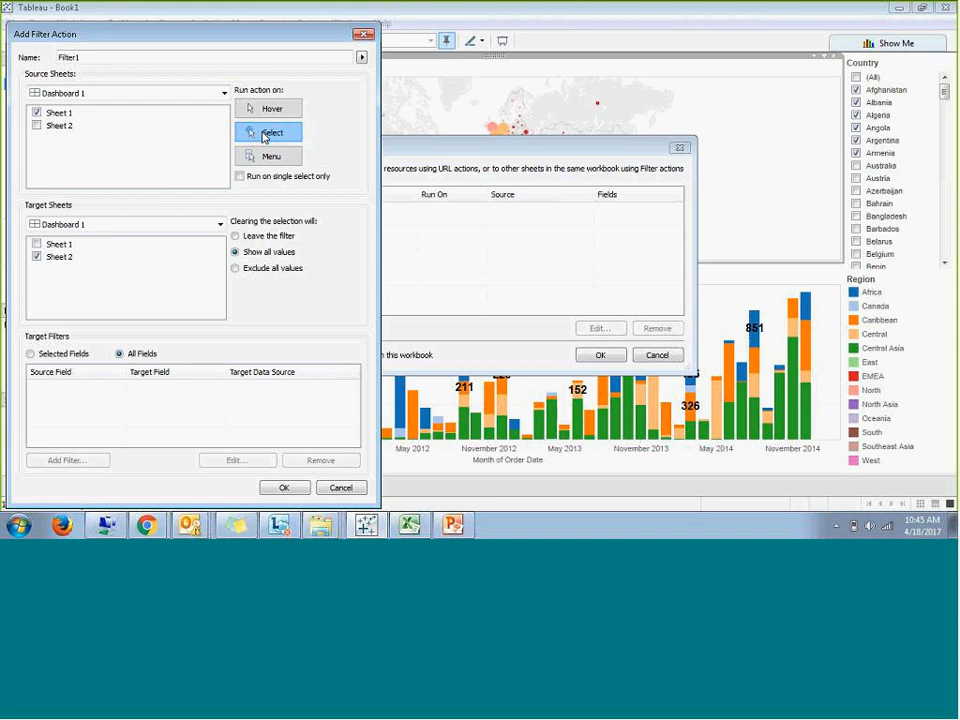 Tableau - Book1
Add Filter Action
Name: Filter1
Source Sheets:
Dashboard 1
Sheet 1
Sheet 2
Run action on:
Hover
Select
Menu
Run on single select only
Target Sheets
Dashboard 1
Sheet 1
Sheet 2
Clearing the selection will:
Leave the filter
Show all values
Exclude all values
Target Filters
Selected Fields
All Fields
Source Field Target Field Target Data Source
Add Filter... Edit... Remove
OK Cancel
resources using URL actions, or to other sheets in the same workbook using Filter actions
Run On Source Fields
Edit... Remove
n this workbook
OK Cancel
Show Me
Country
(All)
Afghanistan
Albania
Algeria
Angola
Argentina
Armenia
Australia
Austria
Azerbaijan
Bahrain
Bangladesh
Barbados
Belarus
Belgium
Benin
Region
Africa
Canada
Caribbean
Central
Central Asia
East
EMEA
North
North Asia
Oceania
South
Southeast Asia
West
211
152
326
851
May 2012 November 2012 May 2013 November 2013 May 2014 November 2014
Month of Order Date
10:45 AM
4/18/2017